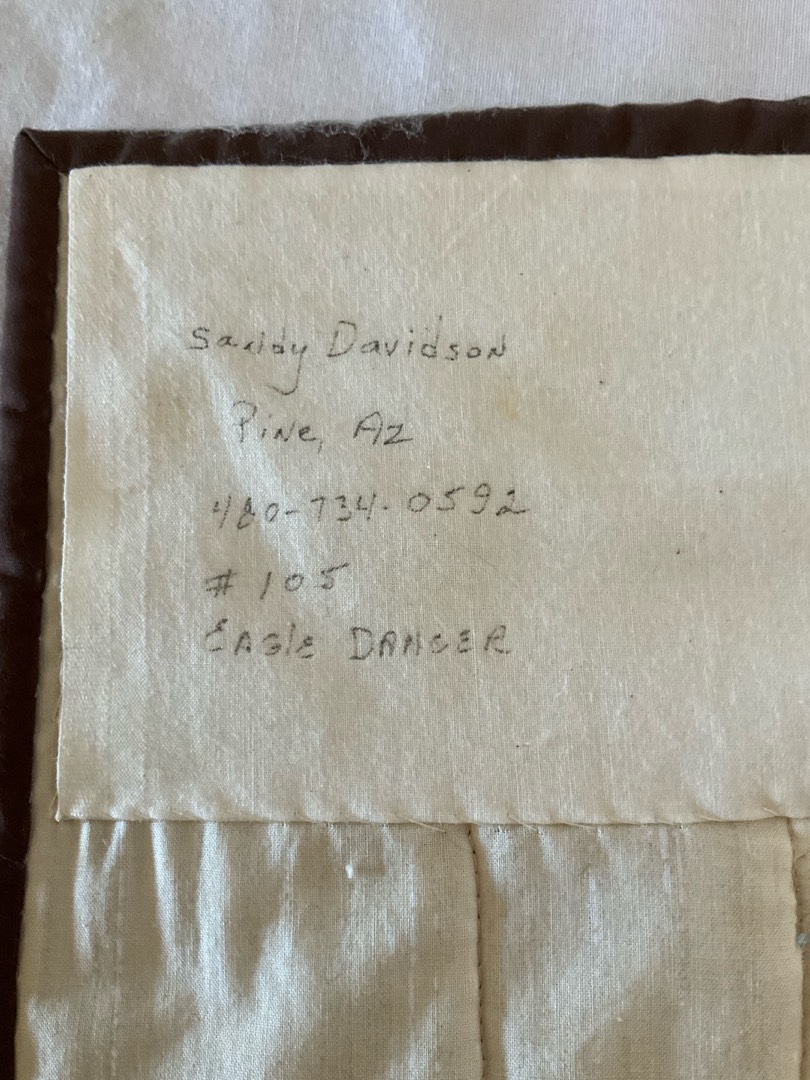 Sandy Davidson
Pine, AZ
480-734-0592
# 105
EAglE DANCER